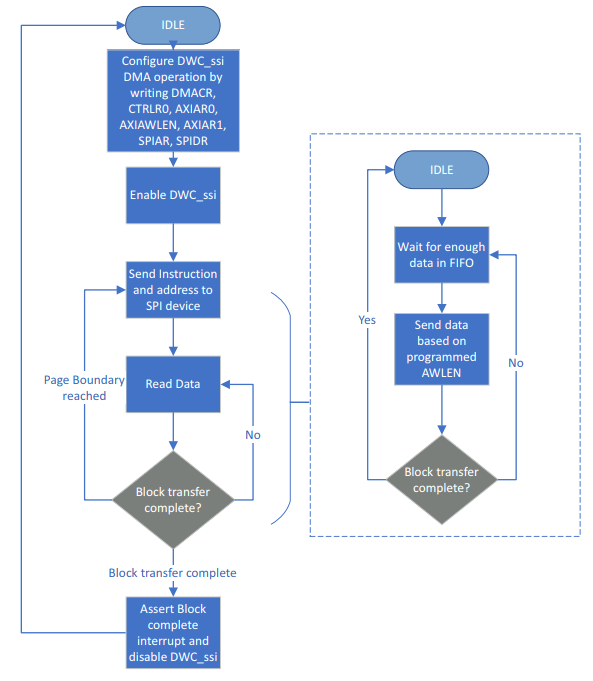 IDLE
Configure DWC_ssi
DMA operation by
writing DMACR,
CTRLR0, AXIAR0,
AXIAWLEN, AXIAR1,
SPIAR, SPIDR
Enable DWC_ssi
Send Instruction
and address to
SPI device
Page Boundary
reached
Read Data
No
Block transfer
complete?
Block transfer complete
Assert Block
complete
interrupt and
disable DWC_ssi
IDLE
Wait for enough
data in FIFO
Yes
Send data
based on
programmed
AWLEN
No
Block transfer
complete?